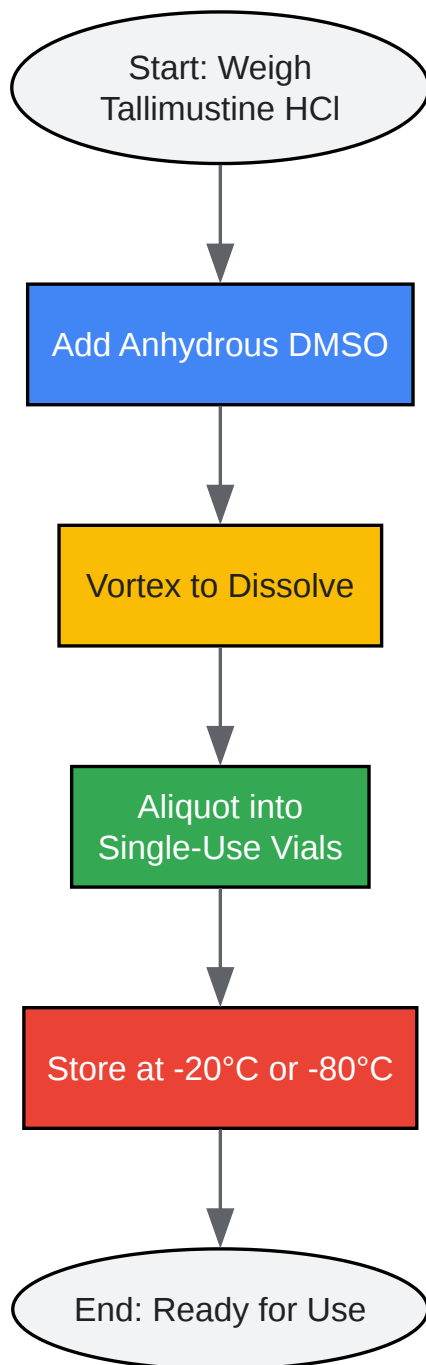 Start: Weigh
Tallimustine HCl
Add Anhydrous DMSO
Vortex to Dissolve
Aliquot into
Single-Use Vials
Store at -20°C or -80°C
End: Ready for Use